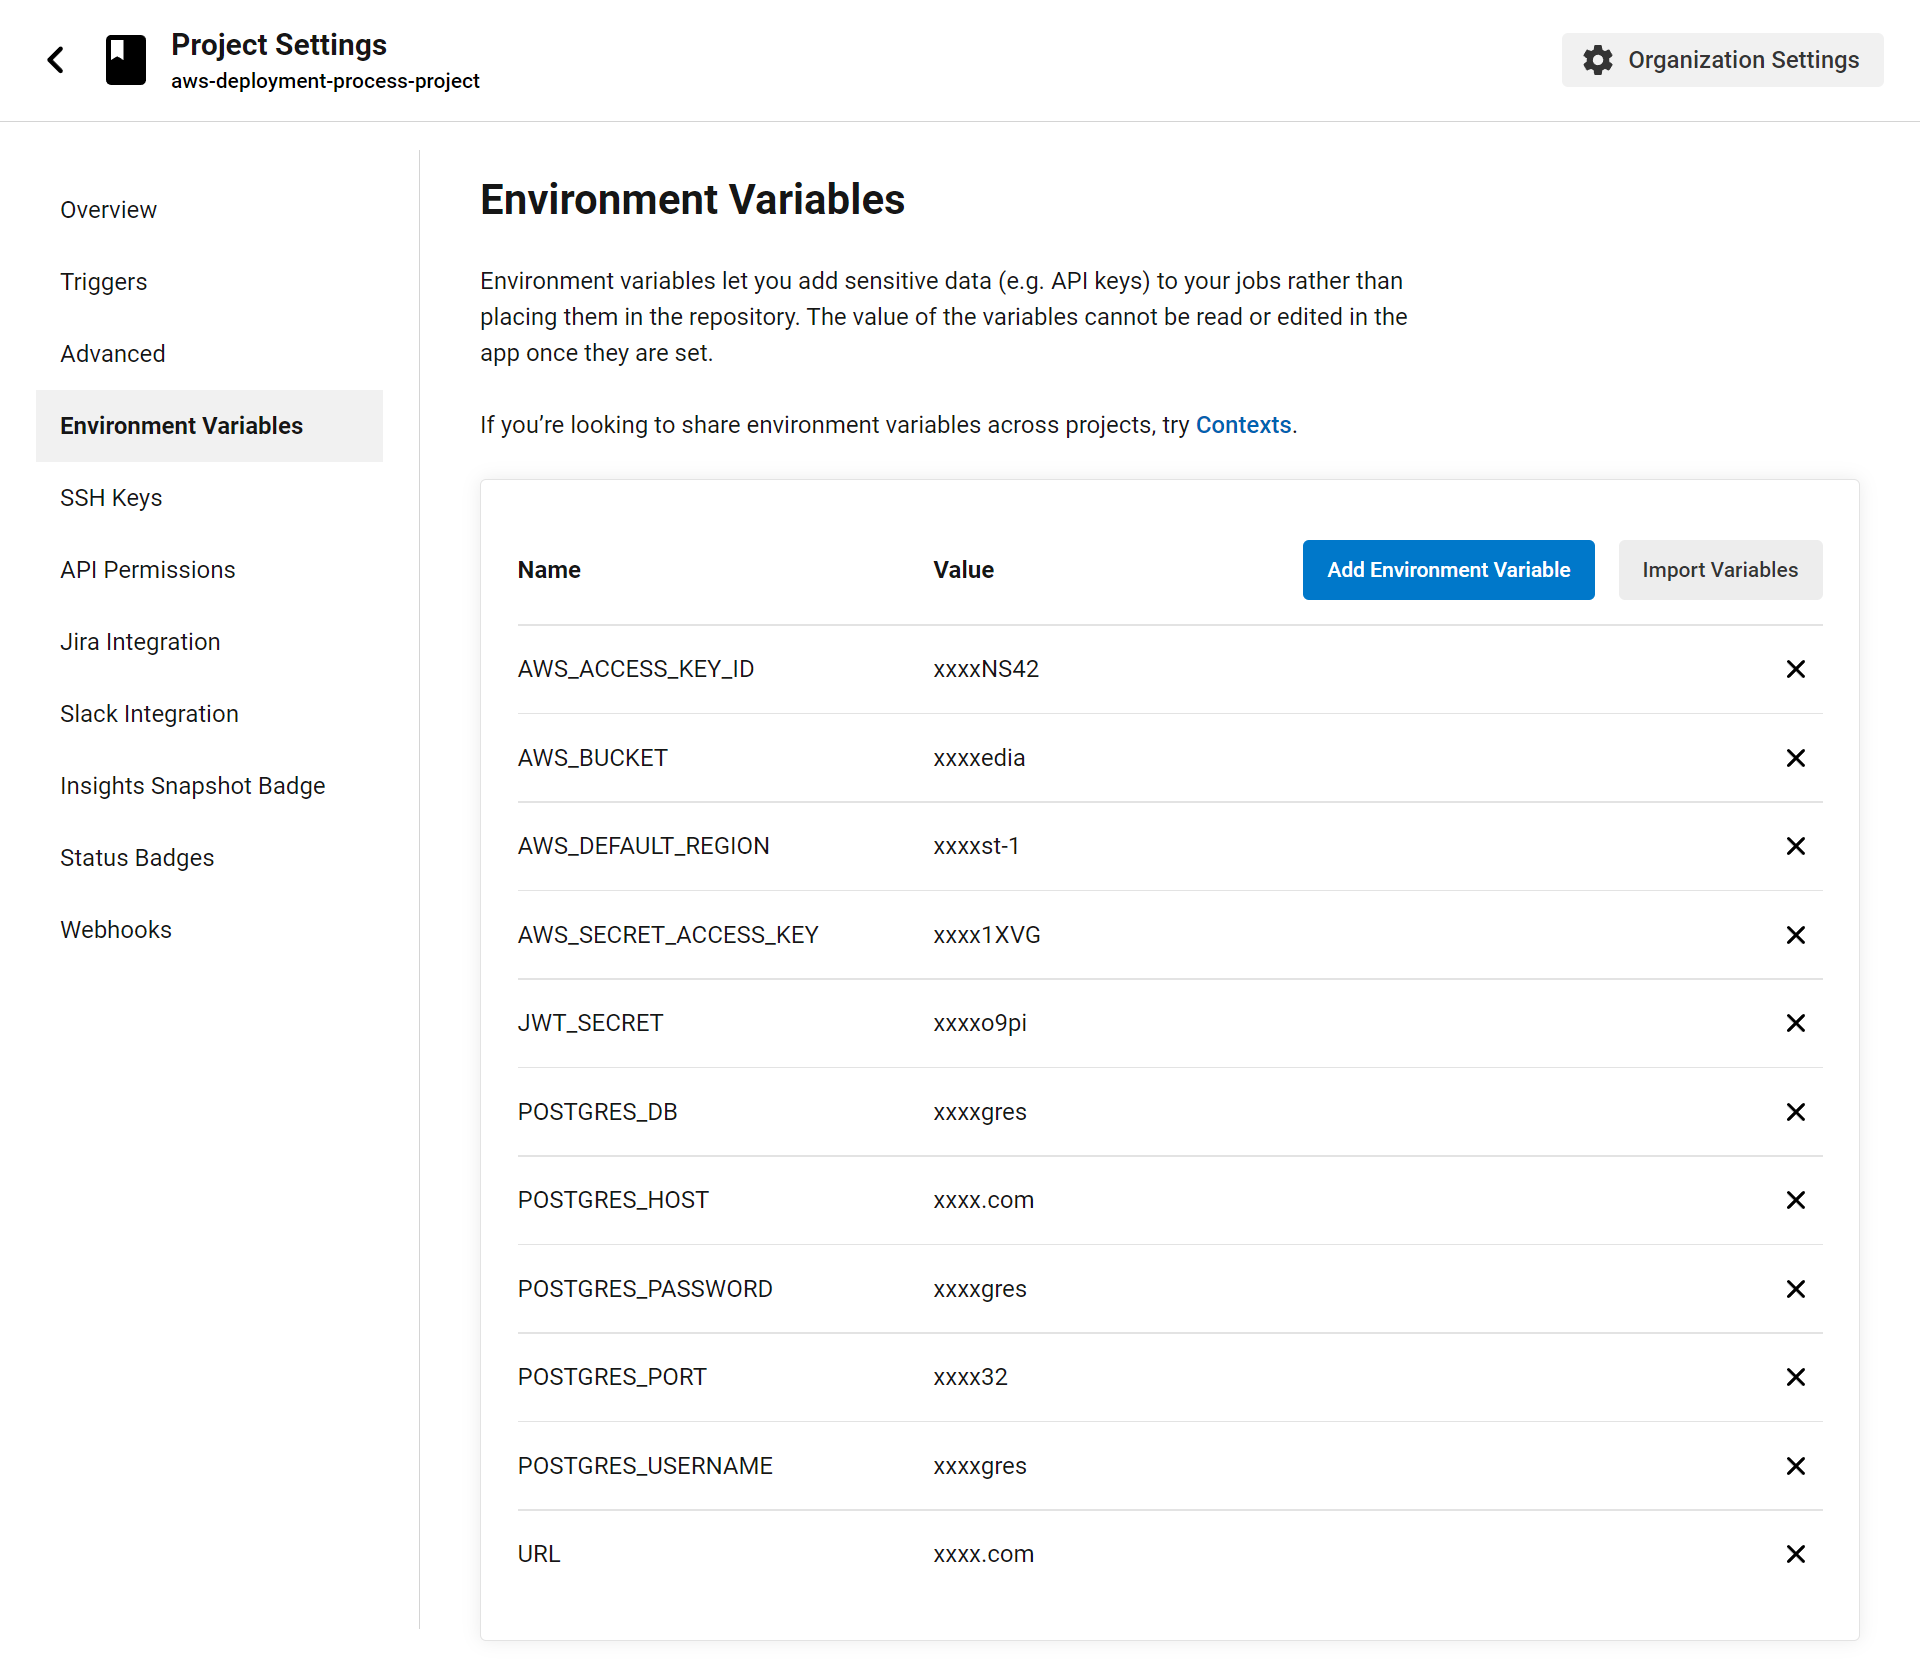 Project Settings
aws-deployment-process-project
Organization Settings
Overview
Triggers
Advanced
Environment Variables
SSH Keys
API Permissions
Jira Integration
Slack Integration
Insights Snapshot Badge
Status Badges
Webhooks
Environment Variables
Environment variables let you add sensitive data (e.g. API keys) to your jobs rather than
placing them in the repository. The value of the variables cannot be read or edited in the
app once they are set.
If you’re looking to share environment variables across projects, try Contexts.
Name Value Add Environment Variable Import Variables
AWS_ACCESS_KEY_ID xxxxNS42
AWS_BUCKET xxxxedia
AWS_DEFAULT_REGION xxxxst-1
AWS_SECRET_ACCESS_KEY xxxx1XVG
JWT_SECRET xxxxo9pi
POSTGRES_DB xxxxgres
POSTGRES_HOST xxxx.com
POSTGRES_PASSWORD xxxxgres
POSTGRES_PORT xxxx32
POSTGRES_USERNAME xxxxgres
URL xxxx.com